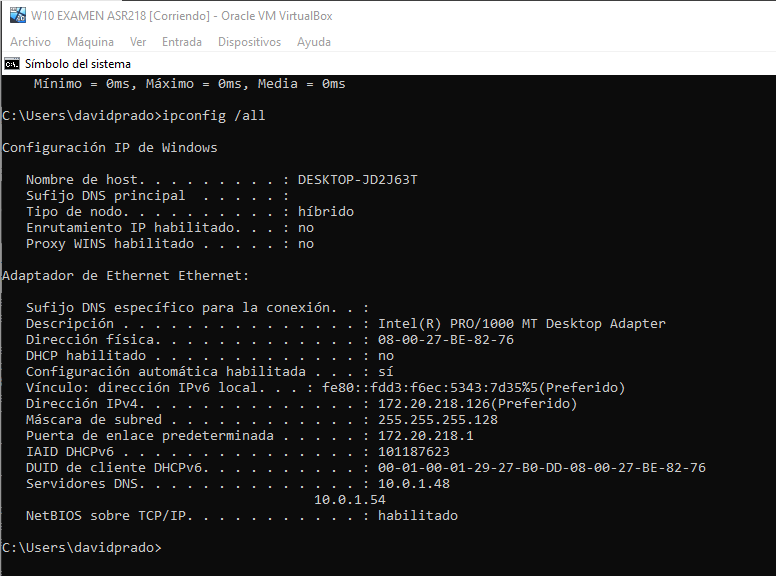 W10 EXAMEN ASR218 [Corriendo] - Oracle VM VirtualBox
Archivo Máquina Ver Entrada Dispositivos Ayuda
Símbolo del sistema
Mínimo = 0ms, Máximo = 0ms, Media = 0ms
C:\Users\davidprado>ipconfig /all
Configuración IP de Windows
Nombre de host. . . . . . . . . : DESKTOP-JD2J63T
Sufijo DNS principal  . . . . . :
Tipo de nodo. . . . . . . . . . : híbrido
Enrutamiento IP habilitado. . . : no
Proxy WINS habilitado . . . . . : no
Adaptador de Ethernet Ethernet:
Sufijo DNS específico para la conexión. . :
Descripción . . . . . . . . . . . . . . . : Intel(R) PRO/1000 MT Desktop Adapter
Dirección física. . . . . . . . . . . . . : 08-00-27-BE-82-76
DHCP habilitado . . . . . . . . . . . . . : no
Configuración automática habilitada . . . : sí
Vínculo: dirección IPv6 local. . . : fe80::fdd3:f6ec:5343:7d35%5(Preferido)
Dirección IPv4. . . . . . . . . . . . . . : 172.20.218.126(Preferido)
Máscara de subred . . . . . . . . . . . . : 255.255.255.128
Puerta de enlace predeterminada . . . . . : 172.20.218.1
IAID DHCPv6 . . . . . . . . . . . . . . . : 101187623
DUID de cliente DHCPv6. . . . . . . . . . : 00-01-00-01-29-27-B0-DD-08-00-27-BE-82-76
Servidores DNS. . . . . . . . . . . . . . : 10.0.1.48
10.0.1.54
NetBIOS sobre TCP/IP. . . . . . . . . . . : habilitado
C:\Users\davidprado>